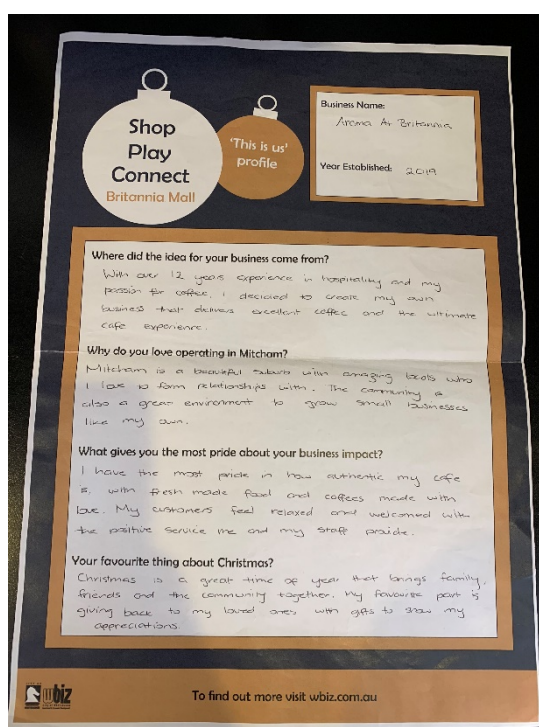 Shop
Play
Connect
Britannia Mall
'This is us'
profile
Business Name:
Aroma At Britannia
Year Established: 2019
Where did the idea for your business come from?
With over 12 years experience in hospitality and my
passion for coffee, I decided to create my own
business that delivers excellent coffee and the ultimate
cafe experience.
Why do you love operating in Mitcham?
Mitcham is a beautiful suburb with amazing locals who
I love to form relationships with. The community is
also a great environment to grow small businesses
like my own.
What gives you the most pride about your business impact?
I have the most pride in how authentic my cafe
is, with fresh made food and coffees made with
love. My customers feel relaxed and welcomed with
the positive service me and my staff provide.
Your favourite thing about Christmas?
Christmas is a great time of year that brings family,
friends and the community together. My favourite part is
giving back to my loved ones with gifts to show my
appreciations.
wbiz
To find out more visit wbiz.com.au